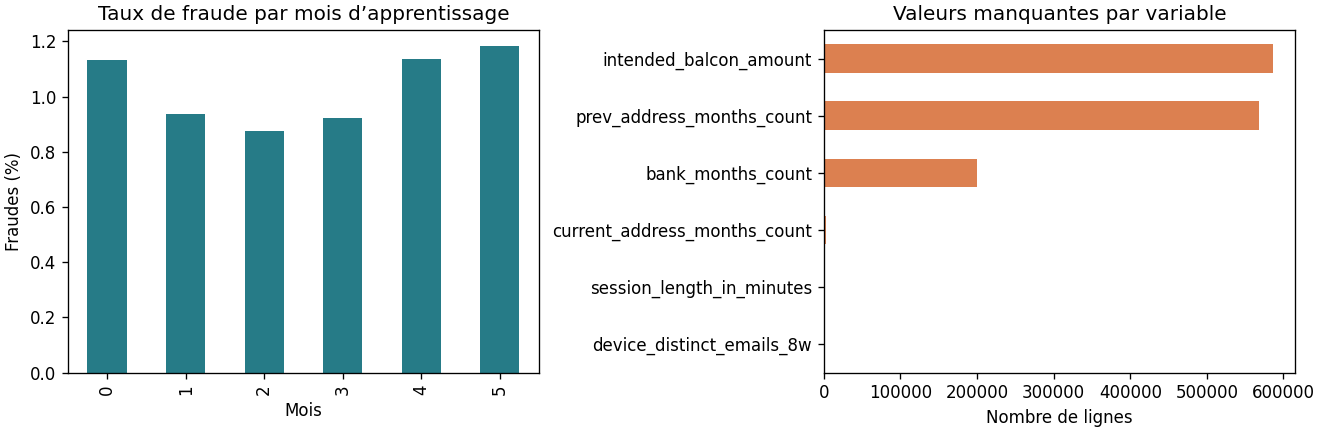 Taux de fraude par mois d’apprentissage
Fraudes (%)
1.2
1.0
0.8
0.6
0.4
0.2
0.0
0 1 2 3 4 5
Mois
Valeurs manquantes par variable
intended_balcon_amount
prev_address_months_count
bank_months_count
current_address_months_count
session_length_in_minutes
device_distinct_emails_8w
0 100000 200000 300000 400000 500000 600000
Nombre de lignes